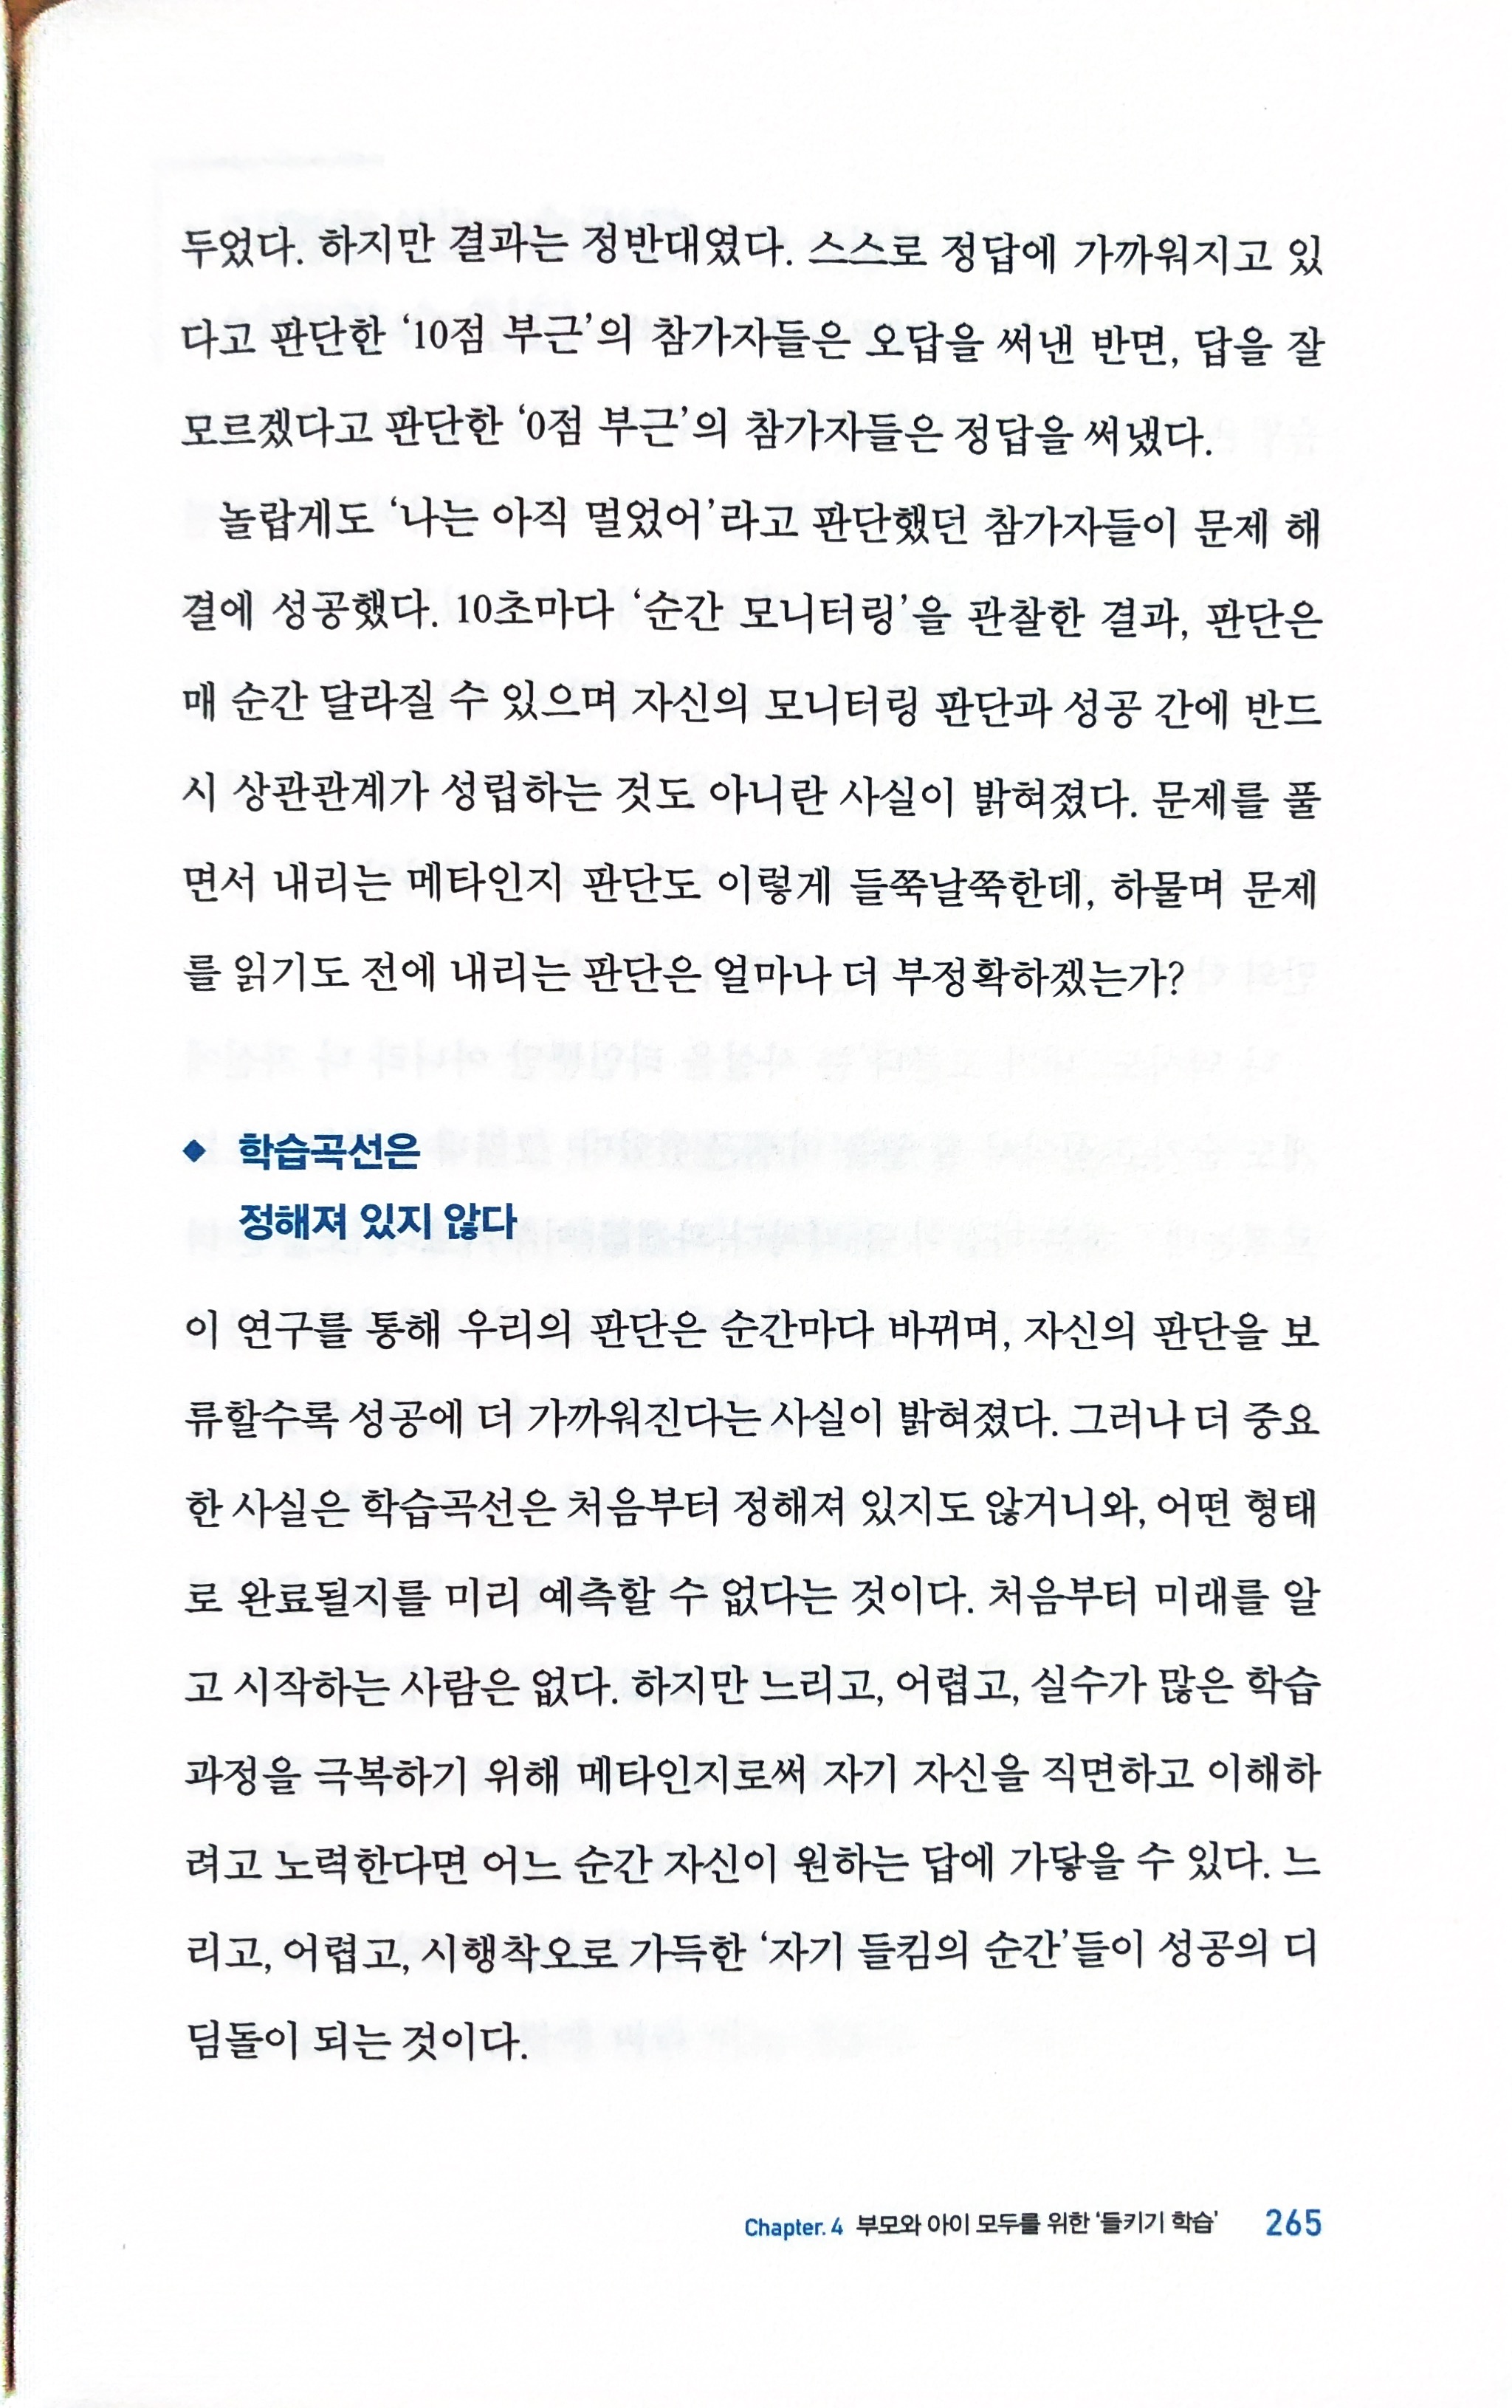 두었다. 하지만 결과는 정반대였다. 스스로 정답에 가까워지고 있
다고 판단한 ‘10점 부근’의 참가자들은 오답을 써낸 반면, 답을 잘
모르겠다고 판단한 ‘0점 부근’의 참가자들은 정답을 써냈다.
놀랍게도 ‘나는 아직 멀었어’라고 판단했던 참가자들이 문제 해
결에 성공했다. 10초마다 ‘순간 모니터링’을 관찰한 결과, 판단은
매 순간 달라질 수 있으며 자신의 모니터링 판단과 성공 간에 반드
시 상관관계가 성립하는 것도 아니란 사실이 밝혀졌다. 문제를 풀
면서 내리는 메타인지 판단도 이렇게 들쭉날쭉한데, 하물며 문제
를 읽기도 전에 내리는 판단은 얼마나 더 부정확하겠는가?
◆ 학습곡선은
정해져 있지 않다
이 연구를 통해 우리의 판단은 순간마다 바뀌며, 자신의 판단을 보
류할수록 성공에 더 가까워진다는 사실이 밝혀졌다. 그러나 더 중요
한 사실은 학습곡선은 처음부터 정해져 있지도 않거니와, 어떤 형태
로 완료될지를 미리 예측할 수 없다는 것이다. 처음부터 미래를 알
고 시작하는 사람은 없다. 하지만 느리고, 어렵고, 실수가 많은 학습
과정을 극복하기 위해 메타인지로써 자기 자신을 직면하고 이해하
려고 노력한다면 어느 순간 자신이 원하는 답에 가닿을 수 있다. 느
리고, 어렵고, 시행착오로 가득한 ‘자기 들킴의 순간’들이 성공의 디
딤돌이 되는 것이다.
Chapter. 4 부모와 아이 모두를 위한 ‘들키기 학습’ 265